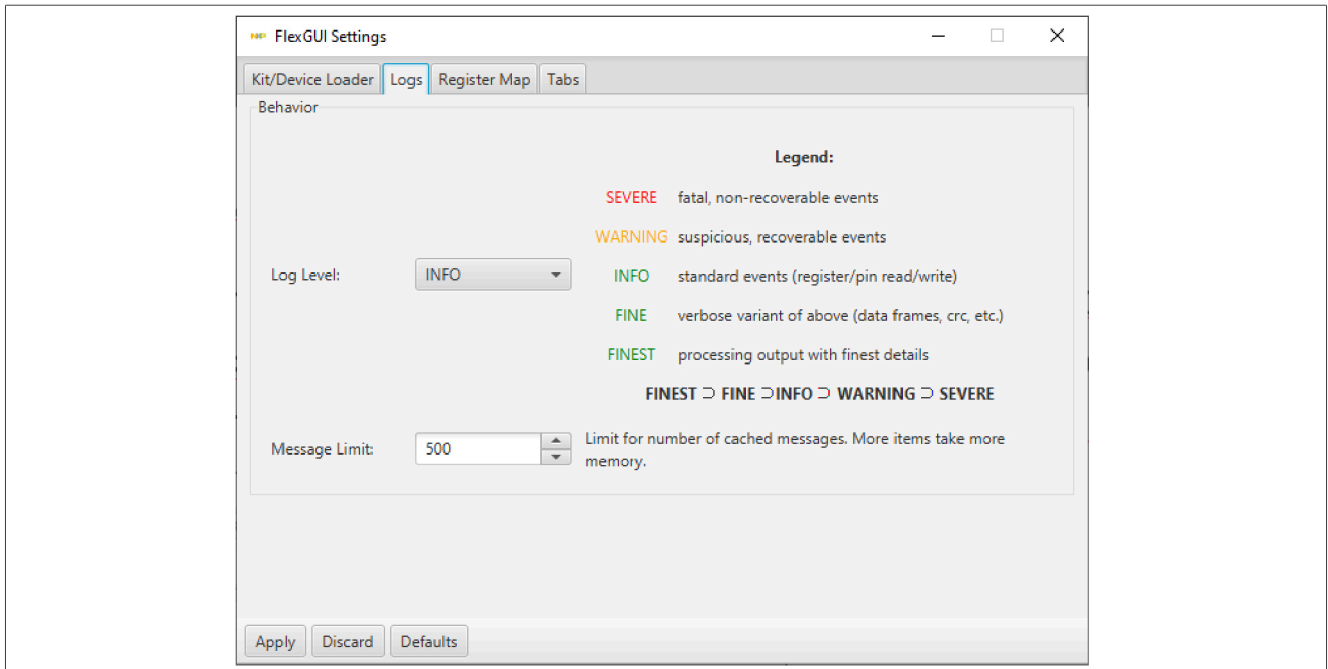 NXP FlexGUI Settings
Kit/Device Loader Logs Register Map Tabs
Behavior
Legend:
SEVERE fatal, non-recoverable events
WARNING suspicious, recoverable events
Log Level: INFO INFO standard events (register/pin read/write)
FINE verbose variant of above (data frames, crc, etc.)
FINEST processing output with finest details
FINEST ⊃ FINE ⊃INFO ⊃ WARNING ⊃ SEVERE
Message Limit: 500 Limit for number of cached messages. More items take more
memory.
Apply Discard Defaults